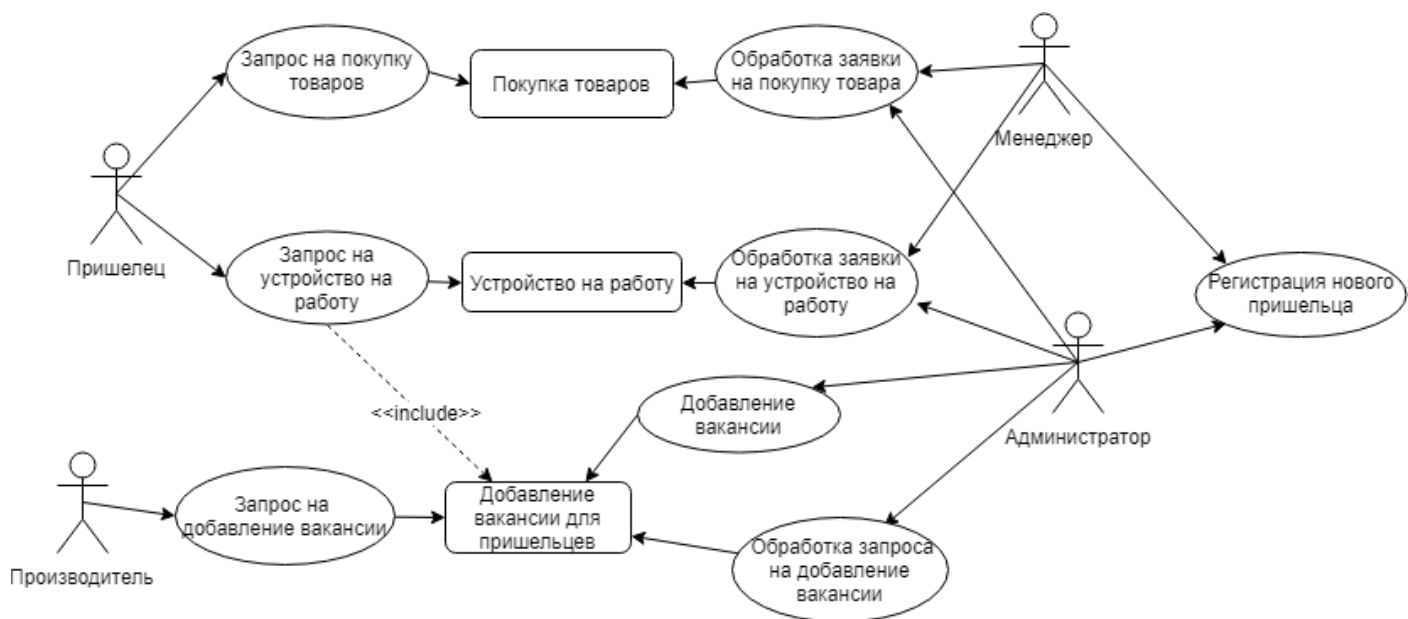 Запрос на покупку
товаров
Покупка товаров
Обработка заявки
на покупку товара
Менеджер
Пришелец
Запрос на
устройство на
работу
Устройство на работу
Обработка заявки
на устройство на
работу
Регистрация нового
пришельца
<<include>>
Добавление
вакансии
Администратор
Производитель
Запрос на
добавление вакансии
Добавление
вакансии для
пришельцев
Обработка запроса
на добавление
вакансии